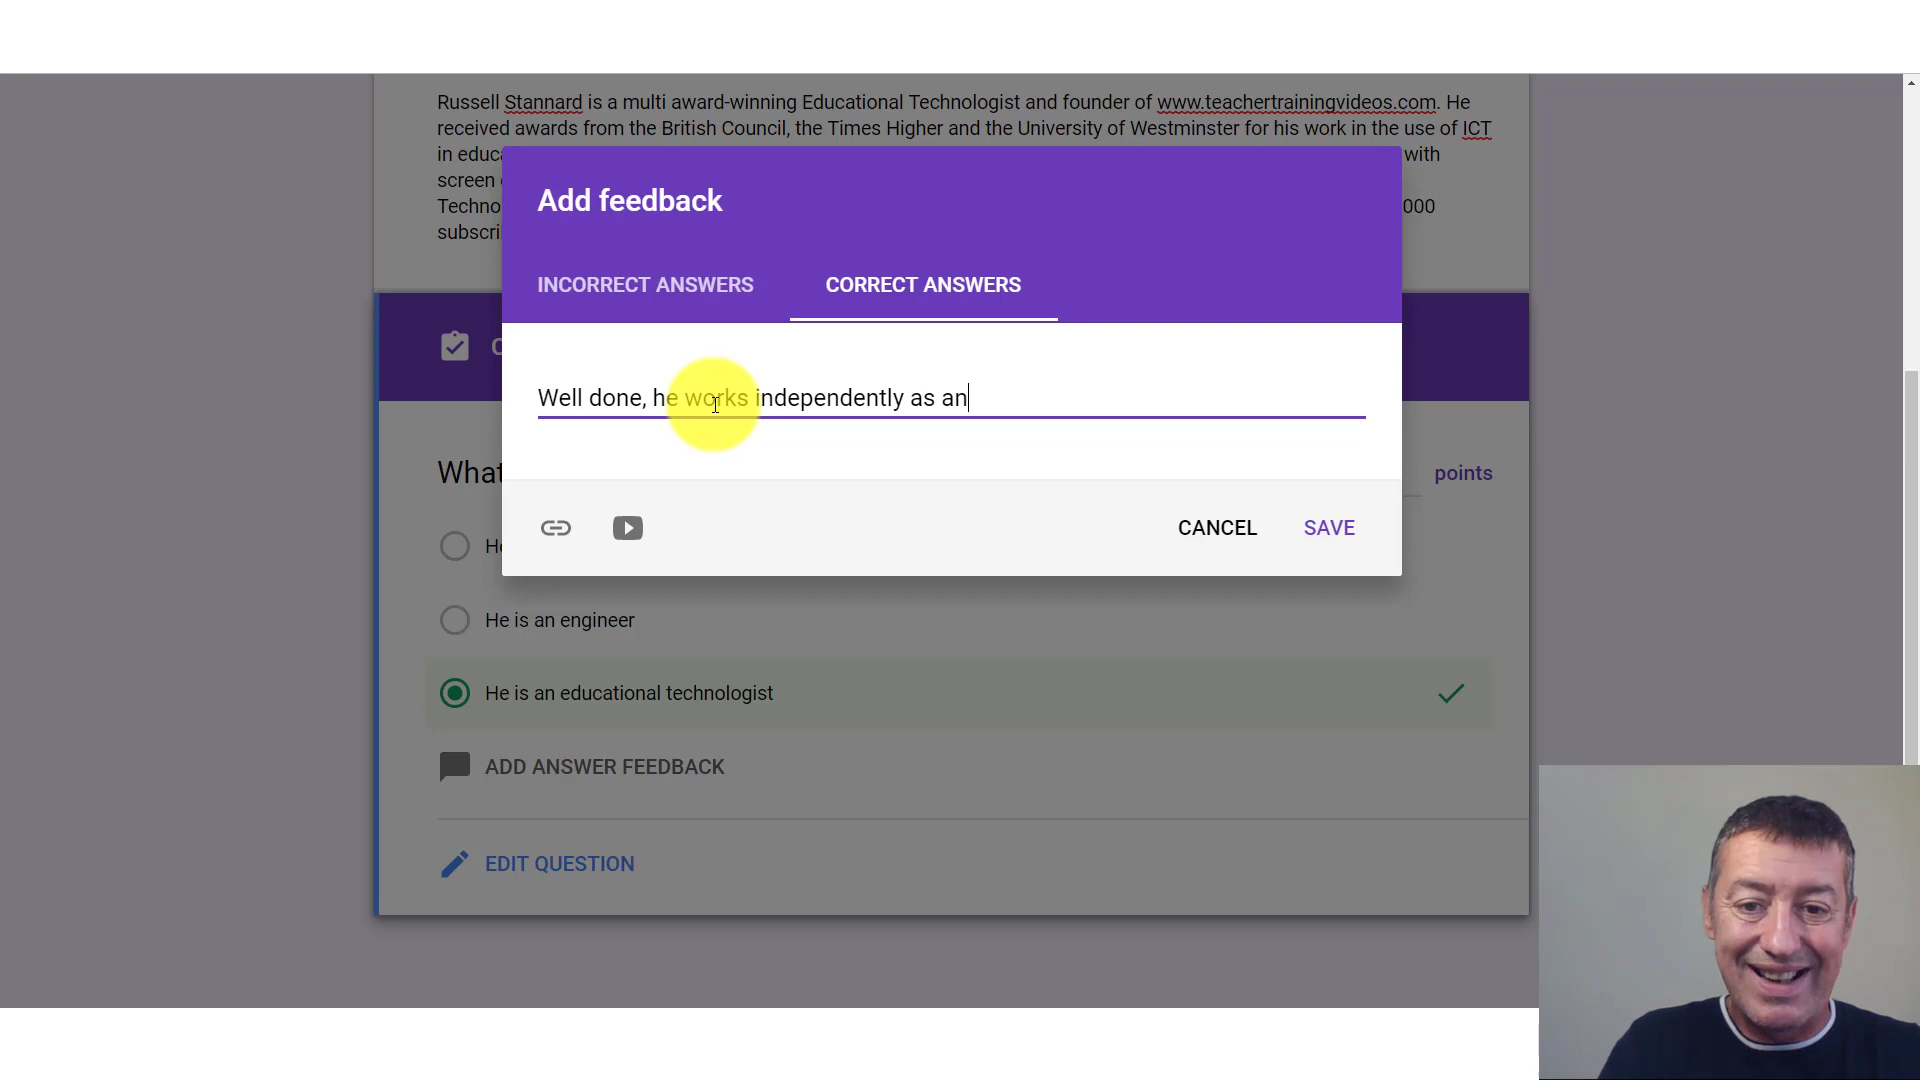 Russell Stannard is a multi award-winning Educational Technologist and founder of www.teachertrainingvideos.com. He
received awards from the British Council, the Times Higher and the University of Westminster for his work in the use of ICT
in educa with
screen
Techno 000
subscri
Add feedback
INCORRECT ANSWERS CORRECT ANSWERS
Well done, he works independently as an
What points
CANCEL SAVE
He is an engineer
He is an educational technologist
ADD ANSWER FEEDBACK
EDIT QUESTION